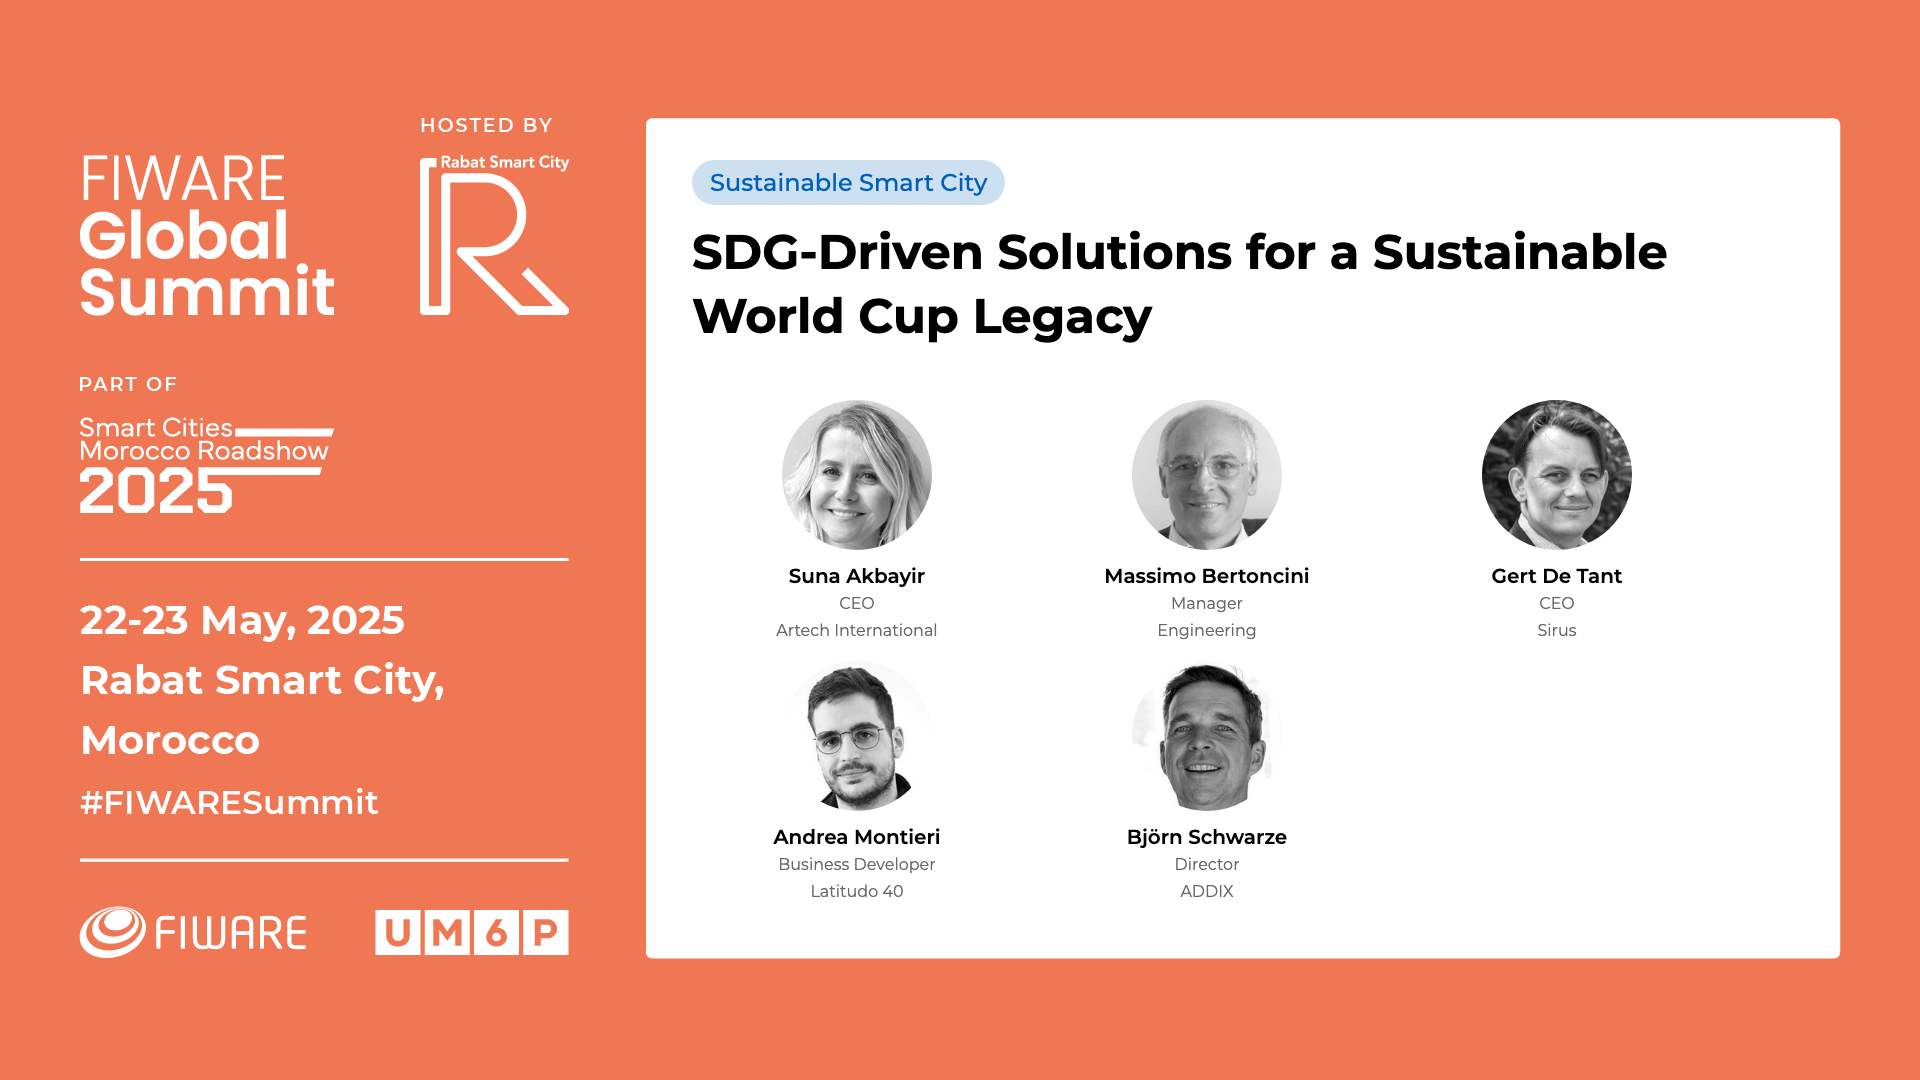 FIWARE
Global
Summit
HOSTED BY
Rabat Smart City
R
PART OF
Smart Cities
Morocco Roadshow
2025
22-23 May, 2025
Rabat Smart City,
Morocco
#FIWARESummit
FIWARE
UM6P
Sustainable Smart City
SDG-Driven Solutions for a Sustainable
World Cup Legacy
Suna Akbayir
CEO
Artech International
Massimo Bertoncini
Manager
Engineering
Gert De Tant
CEO
Sirus
Andrea Montieri
Business Developer
Latitudo 40
Björn Schwarze
Director
ADDIX